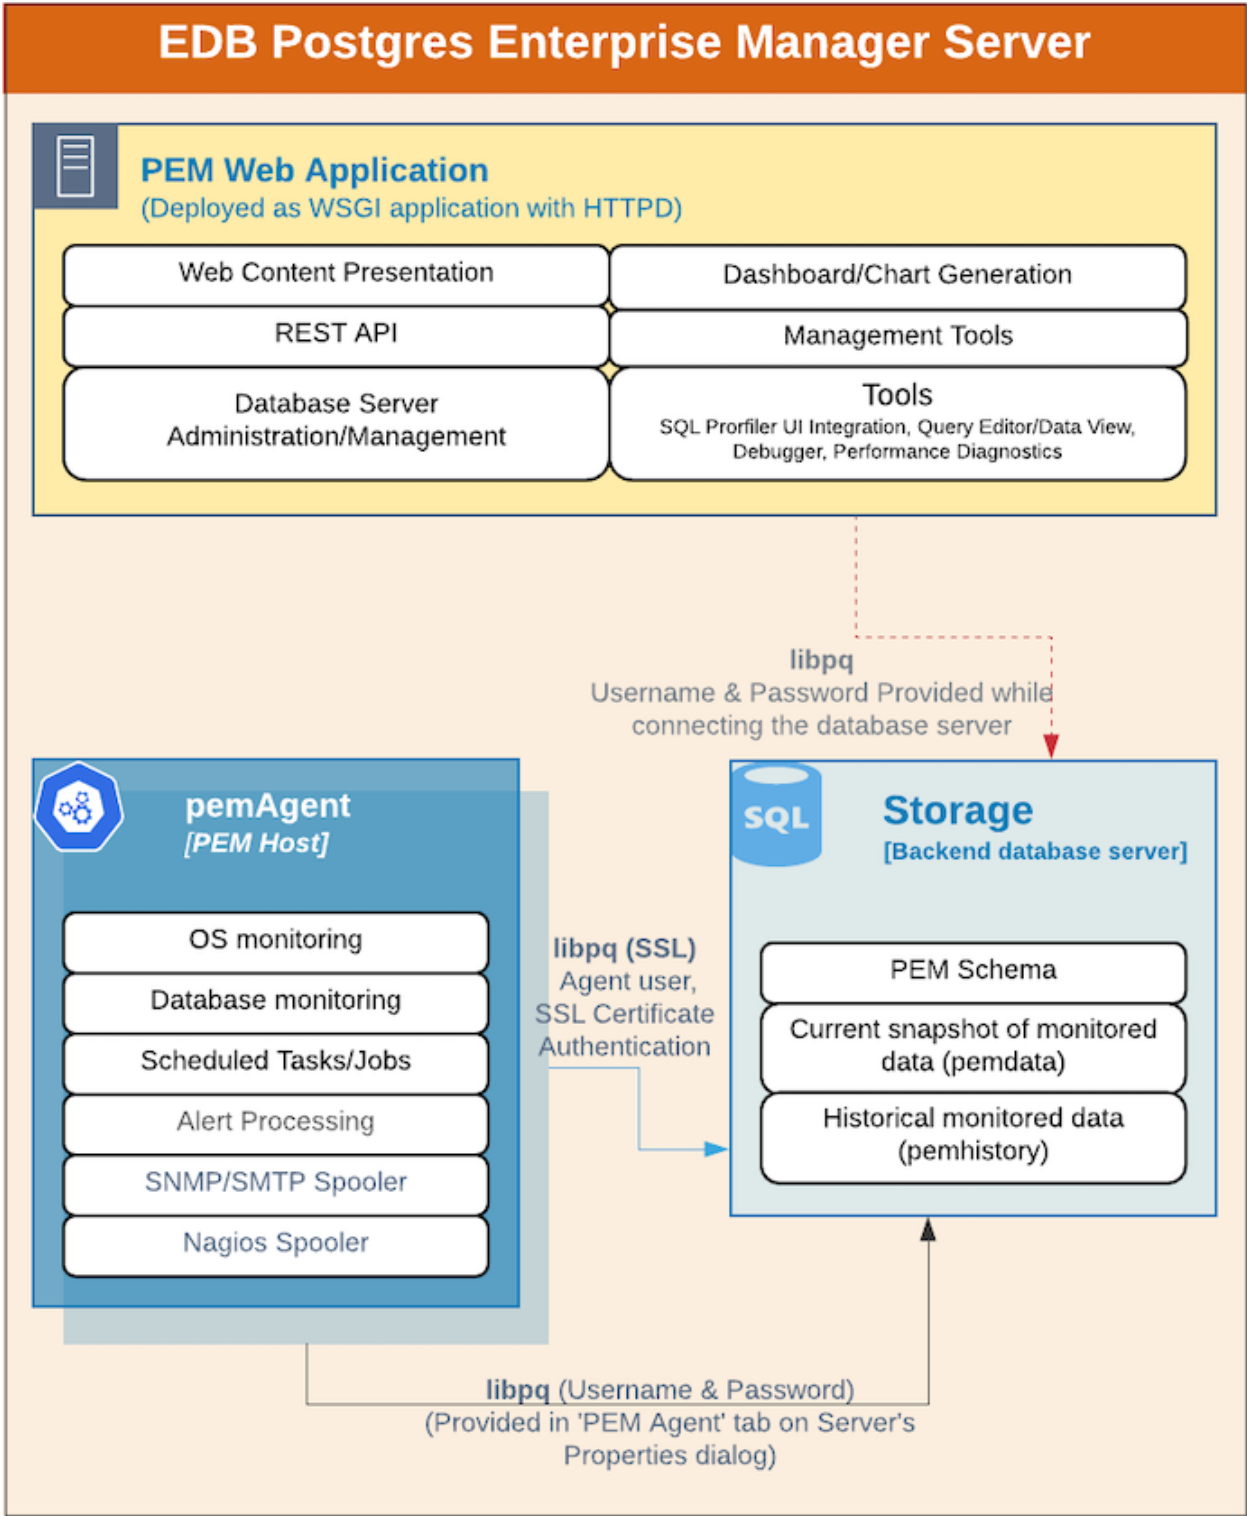 EDB Postgres Enterprise Manager Server
PEM Web Application
(Deployed as WSGI application with HTTPD)
Web Content Presentation
Dashboard/Chart Generation
REST API
Management Tools
Database Server
Administration/Management
Tools
SQL Prorfiler UI Integration, Query Editor/Data View,
Debugger, Performance Diagnostics
libpq
Username & Password Provided while
connecting the database server
pemAgent
[PEM Host]
OS monitoring
Database monitoring
Scheduled Tasks/Jobs
Alert Processing
SNMP/SMTP Spooler
Nagios Spooler
libpq (SSL)
Agent user,
SSL Certificate
Authentication
SQL
Storage
[Backend database server]
PEM Schema
Current snapshot of monitored
data (pemdata)
Historical monitored data
(pemhistory)
libpq (Username & Password)
(Provided in 'PEM Agent' tab on Server's
Properties dialog)